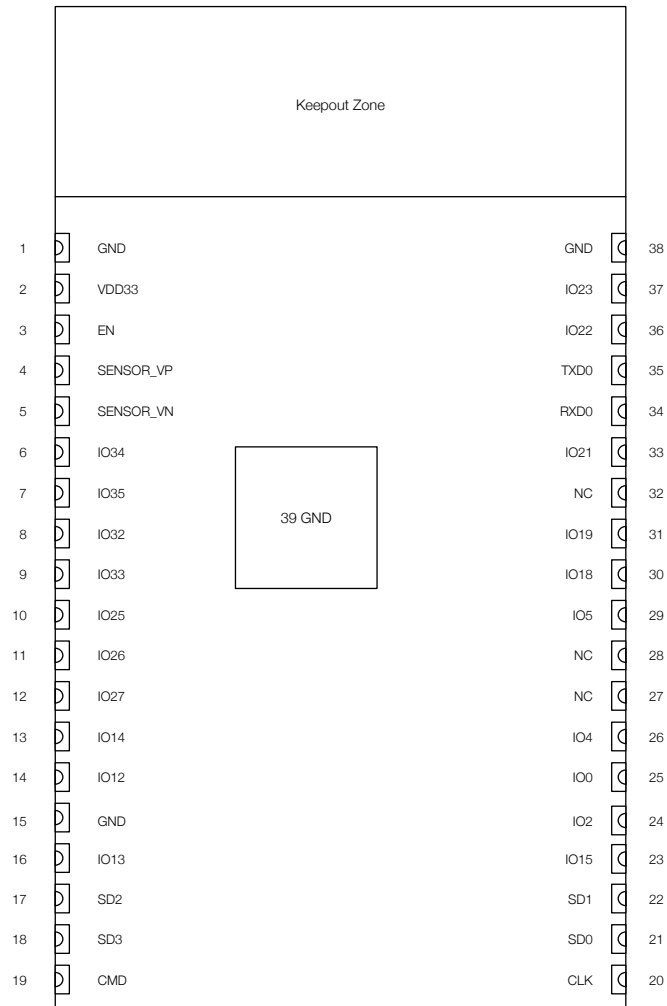 Keepout Zone
1 GND GND 38
2 VDD33 IO23 37
3 EN IO22 36
4 SENSOR_VP TXD0 35
5 SENSOR_VN RXD0 34
6 IO34 IO21 33
7 IO35 NC 32
39 GND
8 IO32 IO19 31
9 IO33 IO18 30
10 IO25 IO5 29
11 IO26 NC 28
12 IO27 NC 27
13 IO14 IO4 26
14 IO12 IO0 25
15 GND IO2 24
16 IO13 IO15 23
17 SD2 SD1 22
18 SD3 SD0 21
19 CMD CLK 20